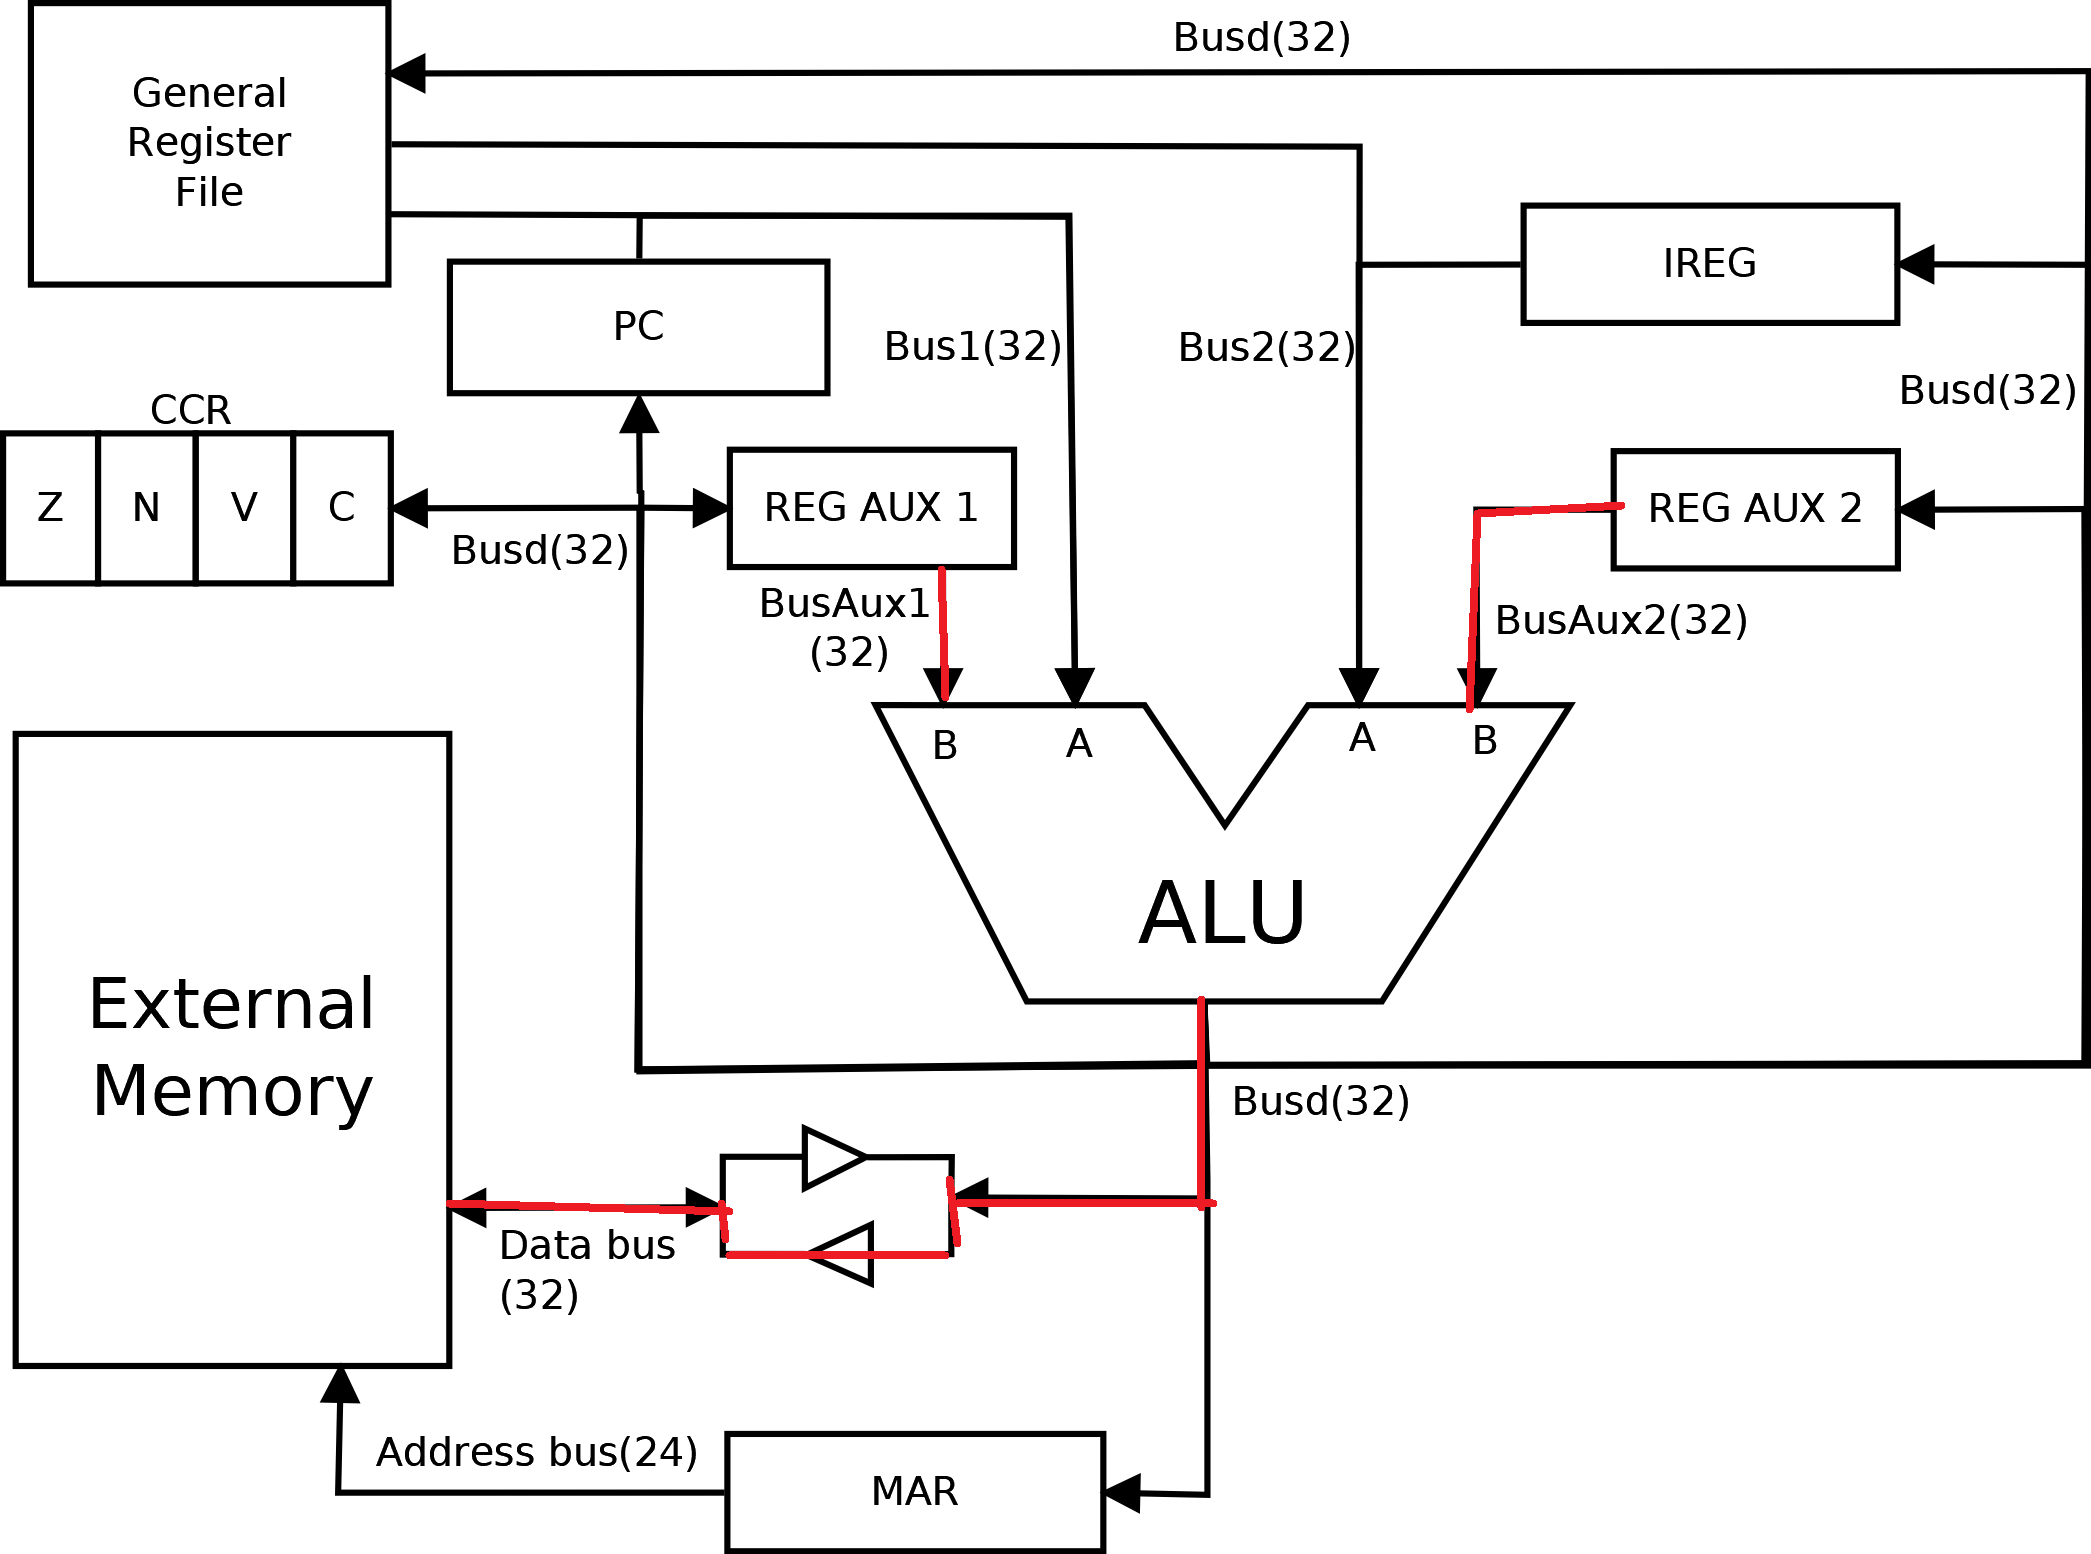 Busd(32)
General
Register
File
IREG
PC
Bus1(32)
Bus2(32)
Busd(32)
CCR
Z N V C
Busd(32)
REG AUX 1
REG AUX 2
BusAux1
(32)
BusAux2(32)
B A A B
ALU
External
Memory
Busd(32)
Data bus
(32)
Address bus(24)
MAR